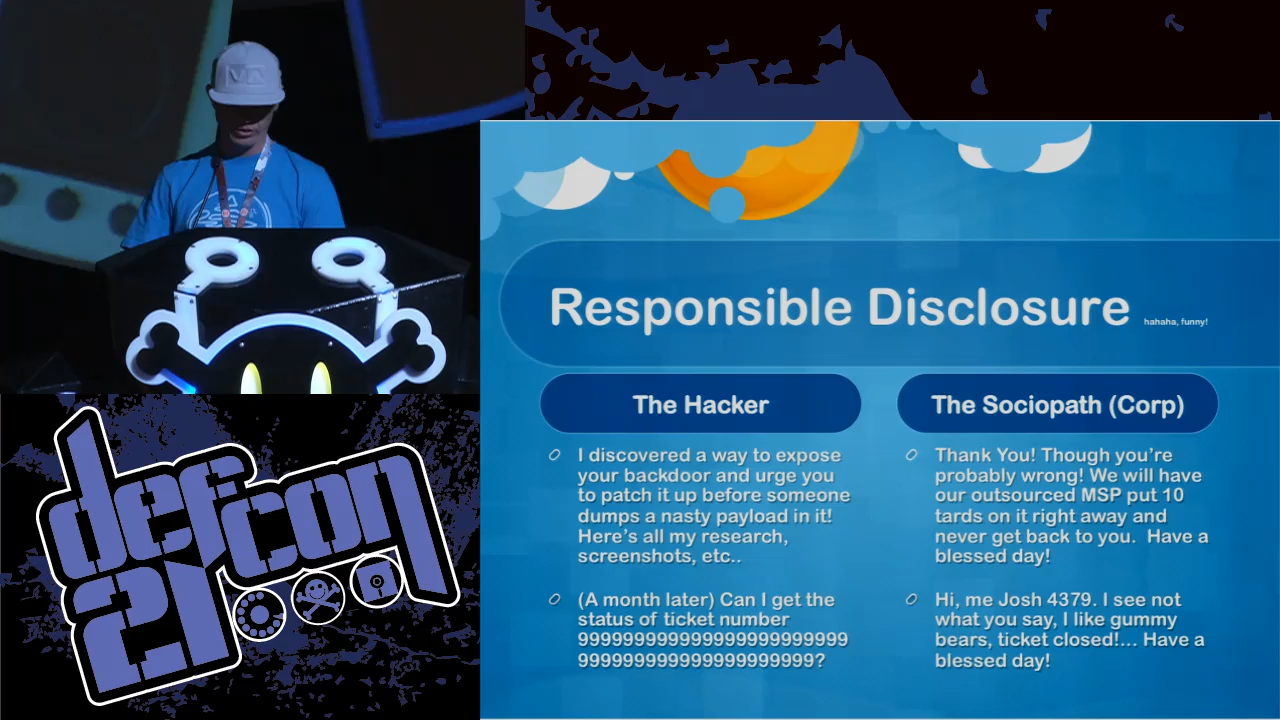 Responsible Disclosure hahaha, funny!
The Hacker
I discovered a way to expose
your backdoor and urge you
to patch it up before someone
dumps a nasty payload in it!
Here's all my research,
screenshots, etc..
(A month later) Can I get the
status of ticket number
9999999999999999999999999
9999999999999999999999?
The Sociopath (Corp)
Thank You! Though you're
probably wrong! We will have
our outsourced MSP put 10
tards on it right away and
never get back to you.  Have a
blessed day!
Hi, me Josh 4379. I see not
what you say, I like gummy
bears, ticket closed!... Have a
blessed day!
defcon
21